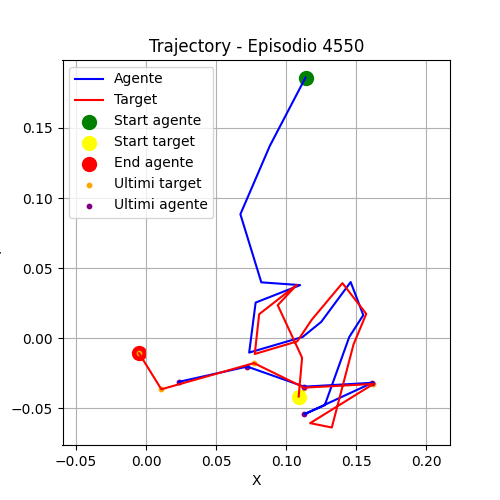 Trajectory - Episodio 4550
Agente
Target
Start agente
Start target
End agente
Ultimi target
Ultimi agente
0.15
0.10
0.05
0.00
−0.05
−0.05
0.00
0.05
0.10
0.15
0.20
X